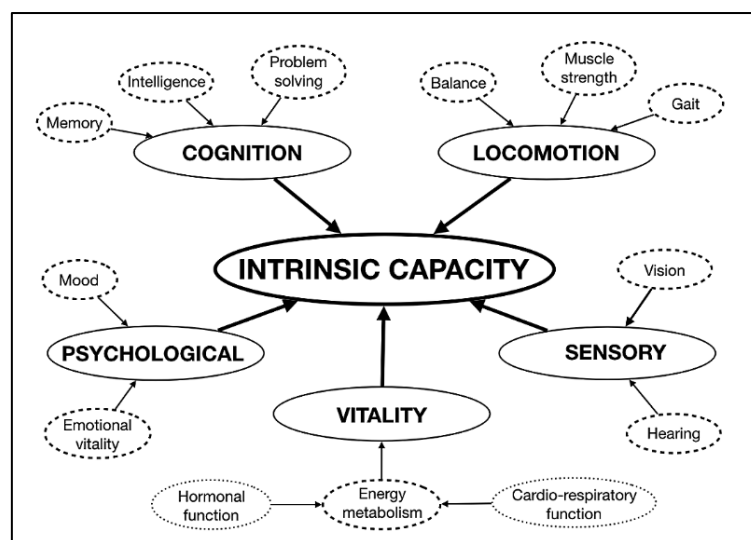 Problem
solving
Intelligence
Memory
COGNITION
Muscle
strength
Balance
Gait
LOCOMOTION
INTRINSIC CAPACITY
Mood
PSYCHOLOGICAL
Emotional
vitality
Vision
SENSORY
Hearing
VITALITY
Hormonal
function
Energy
metabolism
Cardio-respiratory
function